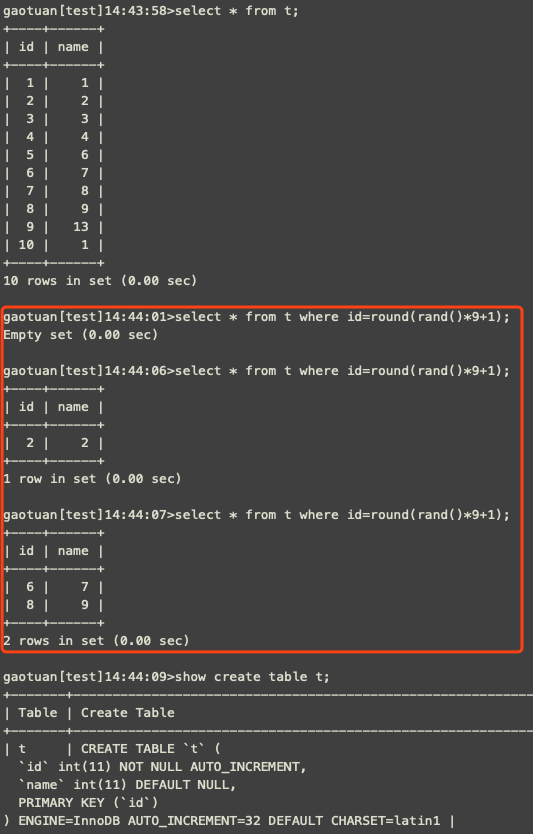 gaotuan[test]14:43:58>select * from t;
+----+------+
| id | name |
+----+------+
|  1 |    1 |
|  2 |    2 |
|  3 |    3 |
|  4 |    4 |
|  5 |    6 |
|  6 |    7 |
|  7 |    8 |
|  8 |    9 |
|  9 |   13 |
| 10 |    1 |
+----+------+
10 rows in set (0.00 sec)
gaotuan[test]14:44:01>select * from t where id=round(rand()*9+1);
Empty set (0.00 sec)
gaotuan[test]14:44:06>select * from t where id=round(rand()*9+1);
+----+------+
| id | name |
+----+------+
|  2 |    2 |
+----+------+
1 row in set (0.00 sec)
gaotuan[test]14:44:07>select * from t where id=round(rand()*9+1);
+----+------+
| id | name |
+----+------+
|  6 |    7 |
|  8 |    9 |
+----+------+
2 rows in set (0.00 sec)
gaotuan[test]14:44:09>show create table t;
+-------+----------------------------------------------------------
| Table | Create Table
+-------+----------------------------------------------------------
| t     | CREATE TABLE `t` (
  `id` int(11) NOT NULL AUTO_INCREMENT,
  `name` int(11) DEFAULT NULL,
  PRIMARY KEY (`id`)
) ENGINE=InnoDB AUTO_INCREMENT=32 DEFAULT CHARSET=latin1 |